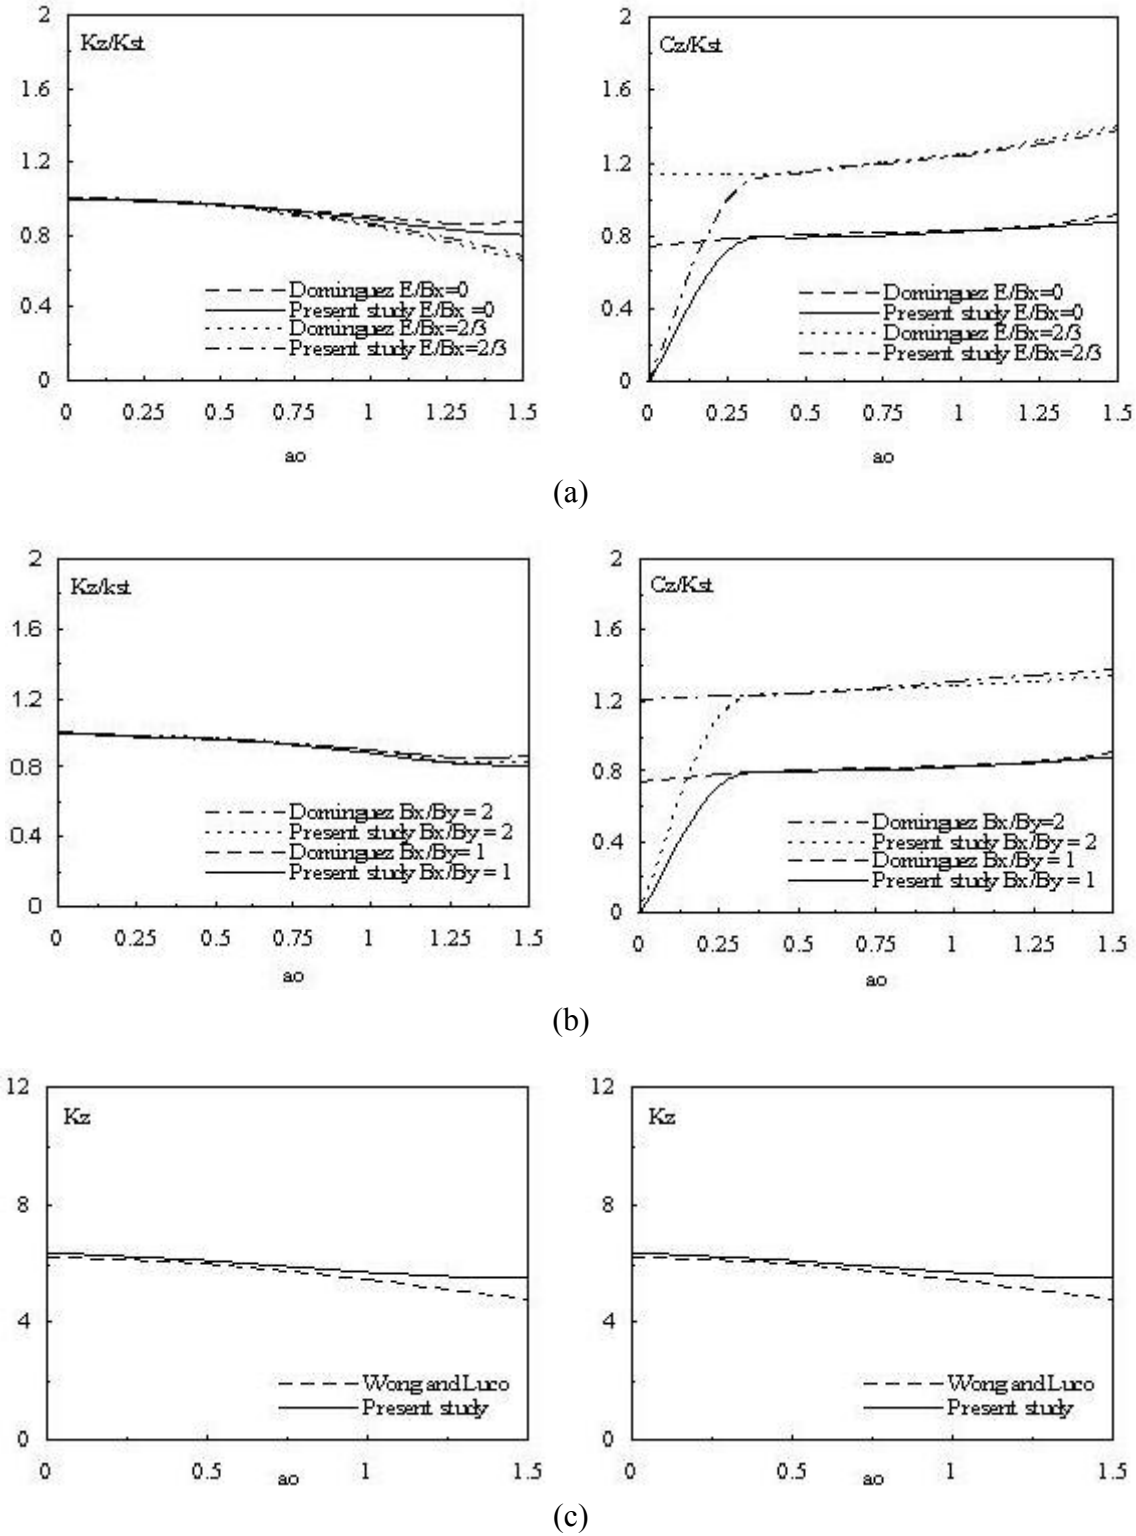 2
1.6
1.2
0.8
0.4
0
Kz/Kst
Dominguez E/Bx=0
Present study E/Bx =0
Dominguez E/Bx=2/3
Present study E/Bx=2/3
0 0.25 0.5 0.75 1 1.25 1.5
ao
2
1.6
1.2
0.8
0.4
0
Cz/Kst
Dominguez E/Bx=0
Present study E/Bx=0
Dominguez E/Bx=2/3
Present study E/Bx=2/3
0 0.25 0.5 0.75 1 1.25 1.5
ao
(a)
2
1.6
1.2
0.8
0.4
0
Kz/kst
Dominguez Bx/By = 2
Present study Bx/By = 2
Dominguez Bx/By= 1
Present study Bx/By = 1
0 0.25 0.5 0.75 1 1.25 1.5
ao
2
1.6
1.2
0.8
0.4
0
Cz/Kst
Dominguez Bx/By=2
Present study Bx/By = 2
Dominguez Bx/By= 1
Present study Bx/By = 1
0 0.25 0.5 0.75 1 1.25 1.5
ao
(b)
12
8
4
0
Kz
Wong and Luco
Present study
0 0.5 1 1.5
ao
12
8
4
0
Kz
Wong and Luco
Present study
0 0.5 1 1.5
ao
(c)